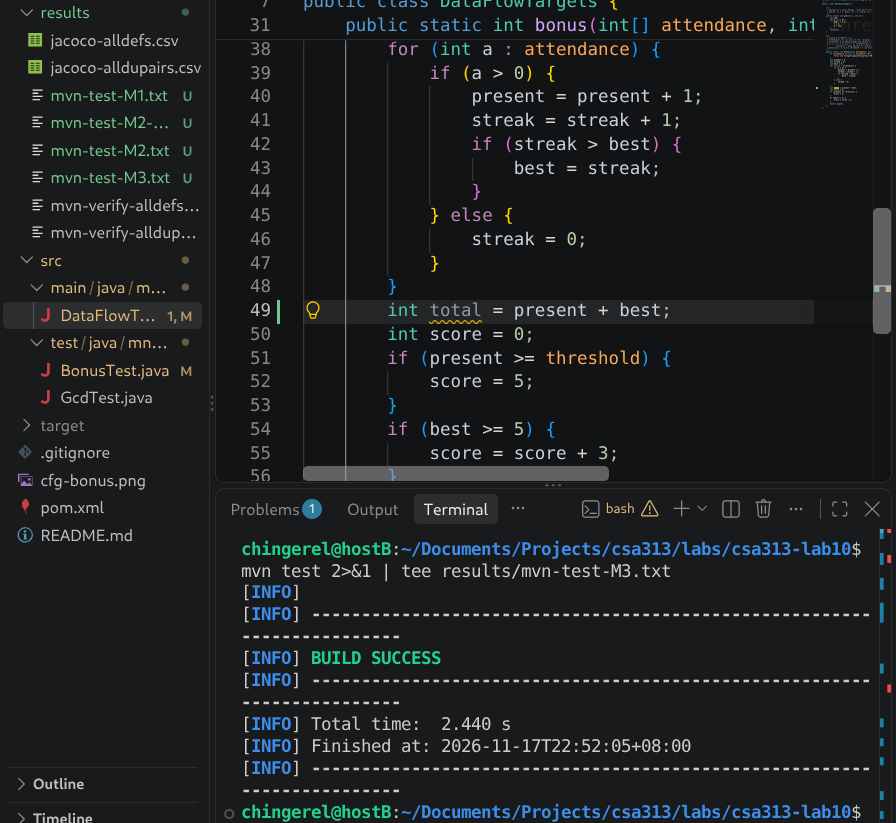 results
jacoco-alldefs.csv
jacoco-alldupairs.csv
mvn-test-M1.txt U
mvn-test-M2-... U
mvn-test-M2.txt U
mvn-test-M3.txt U
mvn-verify-alldefs...
mvn-verify-alldup...
src
main/java/m...
DataFlowT... 1, M
test/java/mn...
BonusTest.java M
GcdTest.java
target
.gitignore
cfg-bonus.png
pom.xml
README.md
Outline
Timeline
7 public class DataFlowTargets {
31 public static int bonus(int[] attendance, int
38 for (int a : attendance) {
39 if (a > 0) {
40 present = present + 1;
41 streak = streak + 1;
42 if (streak > best) {
43 best = streak;
44 }
45 } else {
46 streak = 0;
47 }
48 }
49 int total = present + best;
50 int score = 0;
51 if (present >= threshold) {
52 score = 5;
53 }
54 if (best >= 5) {
55 score = score + 3;
56 }
Problems 1 Output Terminal ... bash
chingerel@hostB:~/Documents/Projects/csa313/labs/csa313-lab10$
mvn test 2>&1 | tee results/mvn-test-M3.txt
[INFO]
[INFO] -----------------------------------------------------
---------------
[INFO] BUILD SUCCESS
[INFO] -----------------------------------------------------
---------------
[INFO] Total time:  2.440 s
[INFO] Finished at: 2026-11-17T22:52:05+08:00
[INFO] -----------------------------------------------------
---------------
chingerel@hostB:~/Documents/Projects/csa313/labs/csa313-lab10$